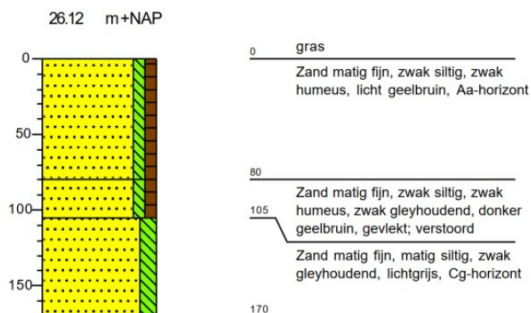 26.12 m+NAP
0
50
100
150
0 gras
Zand matig fijn, zwak siltig, zwak
humeus, licht geelbruin, Aa-horizont
80
Zand matig fijn, zwak siltig, zwak
humeus, zwak gleyhoudend, donker
105
geelbruin, gevlekt; verstoord
Zand matig fijn, matig siltig, zwak
gleyhoudend, lichtgrijs, Cg-horizont
170